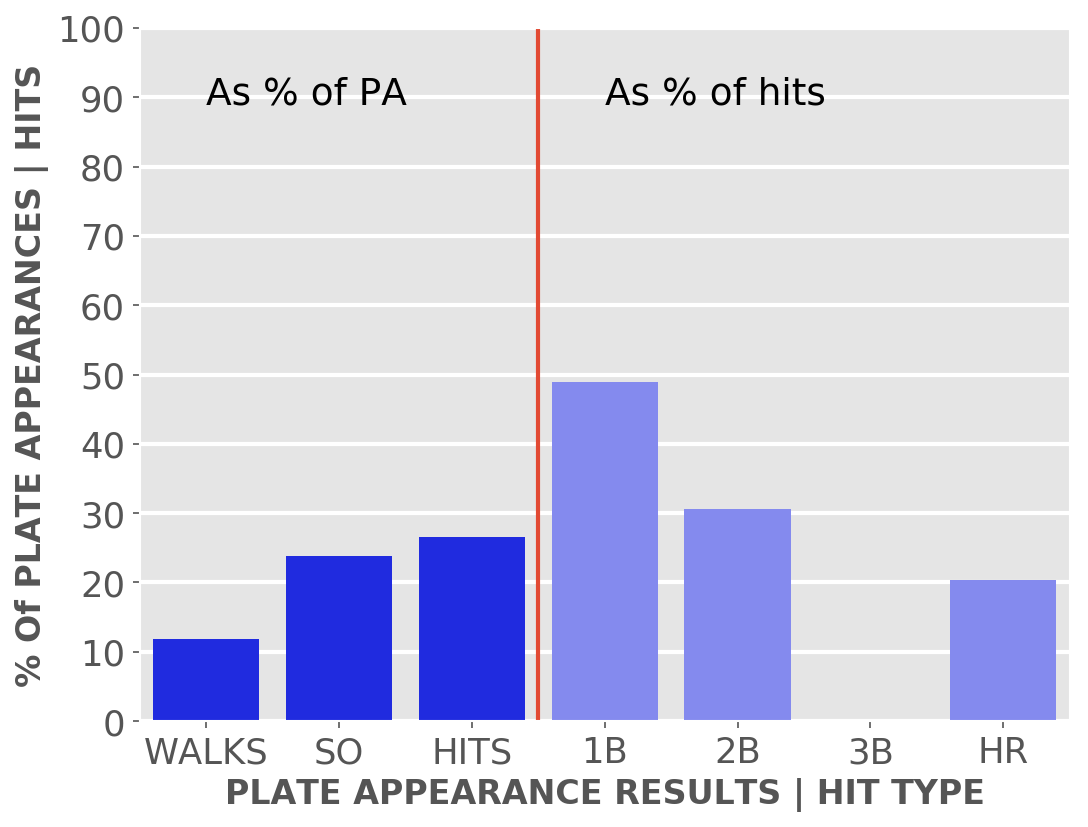 % Of PLATE APPEARANCES | HITS
100
90
80
70
60
50
40
30
20
10
0
As % of PA
As % of hits
WALKS SO HITS 1B 2B 3B HR
PLATE APPEARANCE RESULTS | HIT TYPE